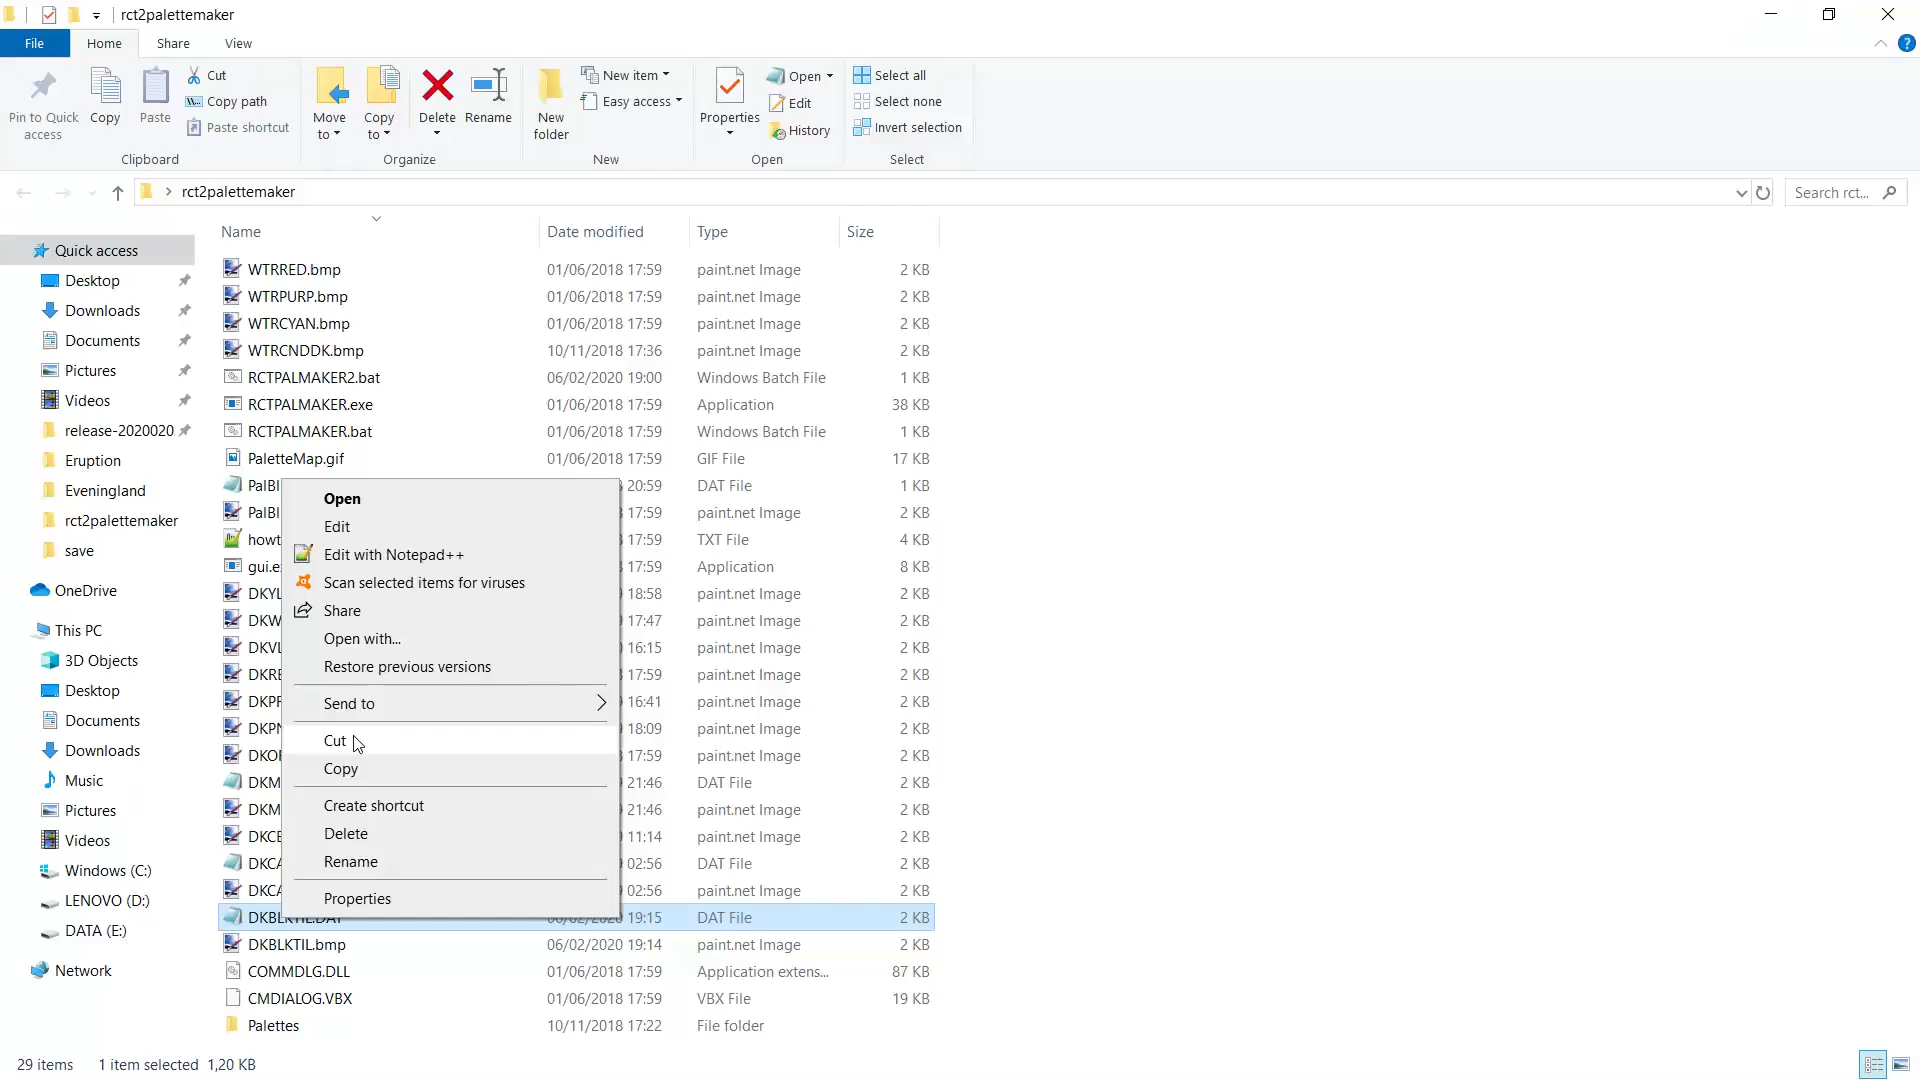 rct2palettemaker
File Home Share View
Pin to Quick access
Copy
Paste
Cut
Copy path
Paste shortcut
Clipboard
Move to
Copy to
Delete
Rename
Organize
New folder
New item
Easy access
New
Properties
Open
Edit
History
Open
Select all
Select none
Invert selection
Select
rct2palettemaker
Search rct...
Quick access
Desktop
Downloads
Documents
Pictures
Videos
release-2020020
Eruption
Eveningland
rct2palettemaker
save
OneDrive
This PC
3D Objects
Desktop
Documents
Downloads
Music
Pictures
Videos
Windows (C:)
LENOVO (D:)
DATA (E:)
Network
Name Date modified Type Size
WTRRED.bmp 01/06/2018 17:59 paint.net Image 2 KB
WTRPURP.bmp 01/06/2018 17:59 paint.net Image 2 KB
WTRCYAN.bmp 01/06/2018 17:59 paint.net Image 2 KB
WTRCNDDK.bmp 10/11/2018 17:36 paint.net Image 2 KB
RCTPALMAKER2.bat 06/02/2020 19:00 Windows Batch File 1 KB
RCTPALMAKER.exe 01/06/2018 17:59 Application 38 KB
RCTPALMAKER.bat 01/06/2018 17:59 Windows Batch File 1 KB
PaletteMap.gif 01/06/2018 17:59 GIF File 17 KB
PalBl 20:59 DAT File 1 KB
PalBl 17:59 paint.net Image 2 KB
howt 17:59 TXT File 4 KB
gui.e 17:59 Application 8 KB
DKYL 18:58 paint.net Image 2 KB
DKW 17:47 paint.net Image 2 KB
DKVL 16:15 paint.net Image 2 KB
DKRE 17:59 paint.net Image 2 KB
DKPF 16:41 paint.net Image 2 KB
DKPN 18:09 paint.net Image 2 KB
DKOR 17:59 paint.net Image 2 KB
DKM 21:46 DAT File 2 KB
DKM 21:46 paint.net Image 2 KB
DKCE 11:14 paint.net Image 2 KB
DKCA 02:56 DAT File 2 KB
DKCA 02:56 paint.net Image 2 KB
DKBLKTIL.DAT 06/02/2020 19:15 DAT File 2 KB
DKBLKTIL.bmp 06/02/2020 19:14 paint.net Image 2 KB
COMMDLG.DLL 01/06/2018 17:59 Application extens... 87 KB
CMDIALOG.VBX 01/06/2018 17:59 VBX File 19 KB
Palettes 10/11/2018 17:22 File folder
Open
Edit
Edit with Notepad++
Scan selected items for viruses
Share
Open with...
Restore previous versions
Send to
Cut
Copy
Create shortcut
Delete
Rename
Properties
29 items 1 item selected 1,20 KB